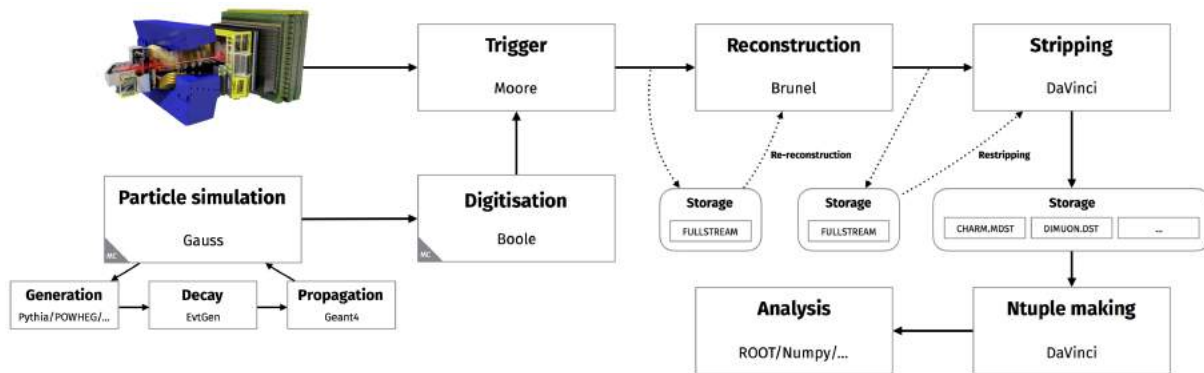 Trigger
Moore
Reconstruction
Brunel
Stripping
DaVinci
Re-reconstruction
Restripping
Particle simulation
Gauss
MC
Digitisation
Boole
MC
Storage
FULLSTREAM
Storage
FULLSTREAM
Storage
CHARM.MDST
DIMUON.DST
...
Generation
Pythia/POWHEG/...
Decay
EvtGen
Propagation
Geant4
Analysis
ROOT/Numpy/...
Ntuple making
DaVinci